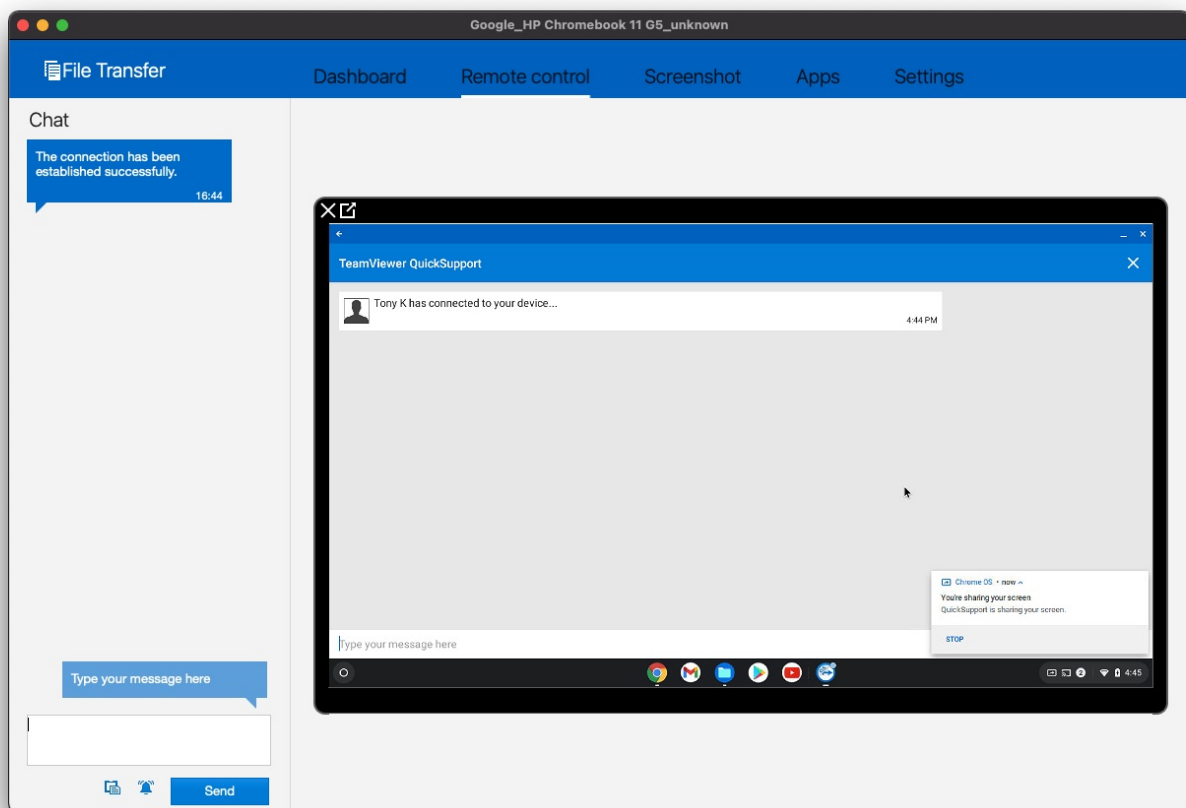 Google_HP Chromebook 11 G5_unknown
File Transfer
Dashboard
Remote control
Screenshot
Apps
Settings
Chat
The connection has been
established successfully.
16:44
TeamViewer QuickSupport
Tony K has connected to your device...
4:44 PM
Chrome OS • now
You're sharing your screen
QuickSupport is sharing your screen.
STOP
Type your message here
4:45
Type your message here
Send